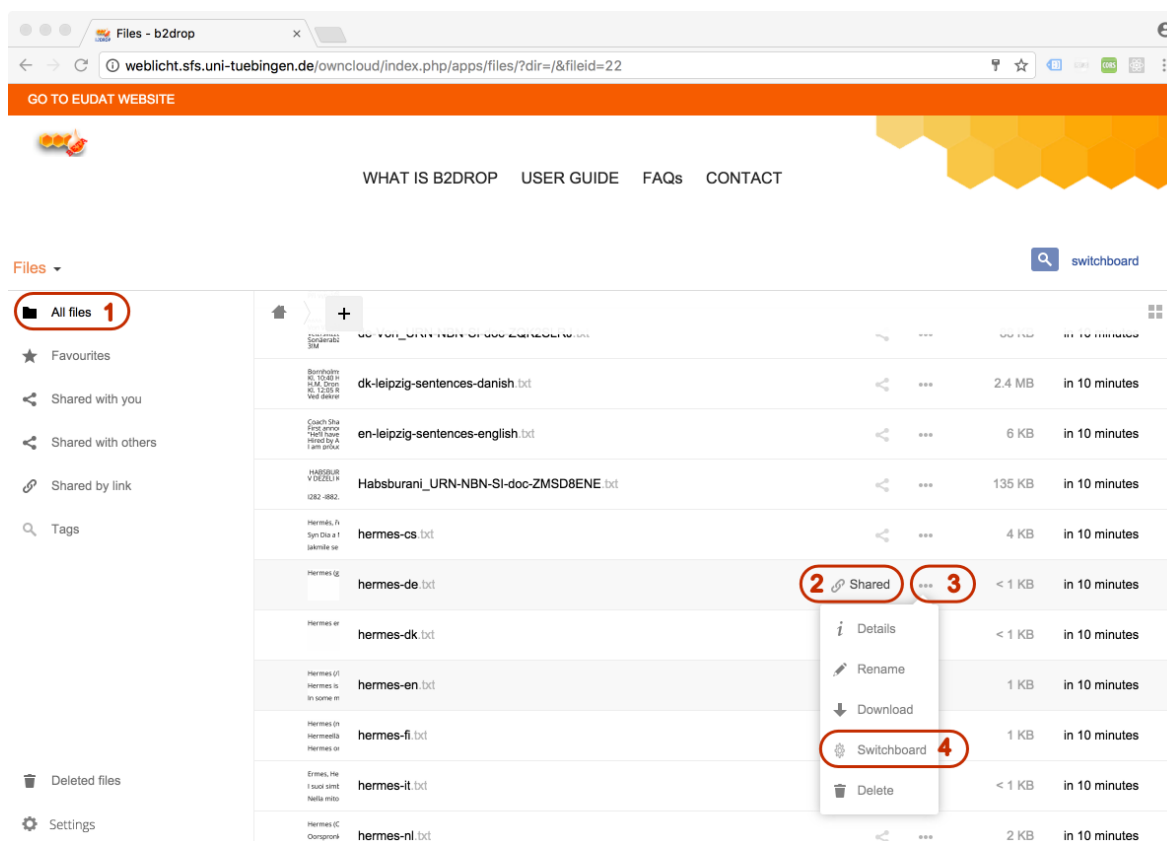 Files - b2drop
weblicht.sfs.uni-tuebingen.de/owncloud/index.php/apps/files/?dir=/&fileid=22
CORS
GO TO EUDAT WEBSITE
WHAT IS B2DROP USER GUIDE FAQs CONTACT
Files
switchboard
All files 1
Favourites
Shared with you
Shared with others
Shared by link
Tags
Deleted files
Settings
+
in 10 minutes
dk-leipzig-sentences-danish.txt 2.4 MB in 10 minutes
en-leipzig-sentences-english.txt 6 KB in 10 minutes
Habsburani_URN-NBN-SI-doc-ZMSD8ENE.txt 135 KB in 10 minutes
hermes-cs.txt 4 KB in 10 minutes
hermes-de.txt 2 Shared 3 < 1 KB in 10 minutes
hermes-dk.txt < 1 KB in 10 minutes
hermes-en.txt 1 KB in 10 minutes
hermes-fi.txt 1 KB in 10 minutes
hermes-it.txt < 1 KB in 10 minutes
hermes-nl.txt 2 KB in 10 minutes
Details
Rename
Download
Switchboard 4
Delete